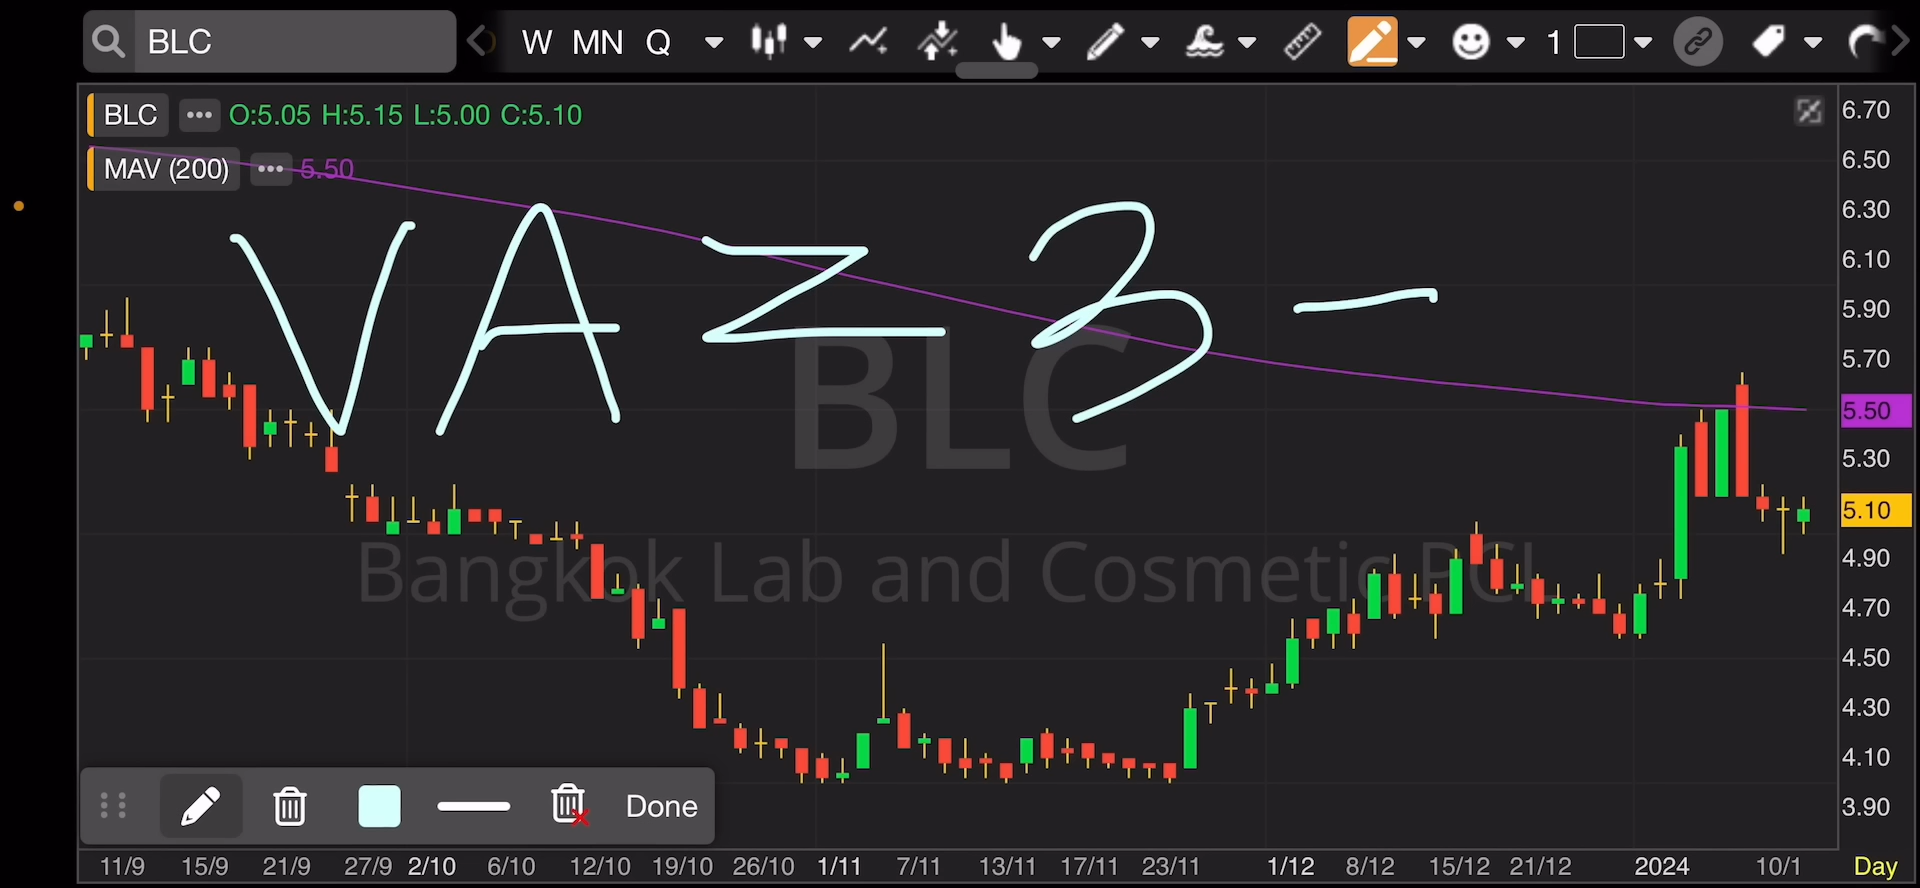 BLC W MN Q 1
BLC ••• O:5.05 H:5.15 L:5.00 C:5.10
MAV (200) ••• 5.50
VAZ3-
BLC
Bangkok Lab and Cosmetic PCL
6.70
6.50
6.30
6.10
5.90
5.70
5.50
5.30
5.10
4.90
4.70
4.50
4.30
4.10
3.90
Done
11/9 15/9 21/9 27/9 2/10 6/10 12/10 19/10 26/10 1/11 7/11 13/11 17/11 23/11 1/12 8/12 15/12 21/12 2024 10/1 Day